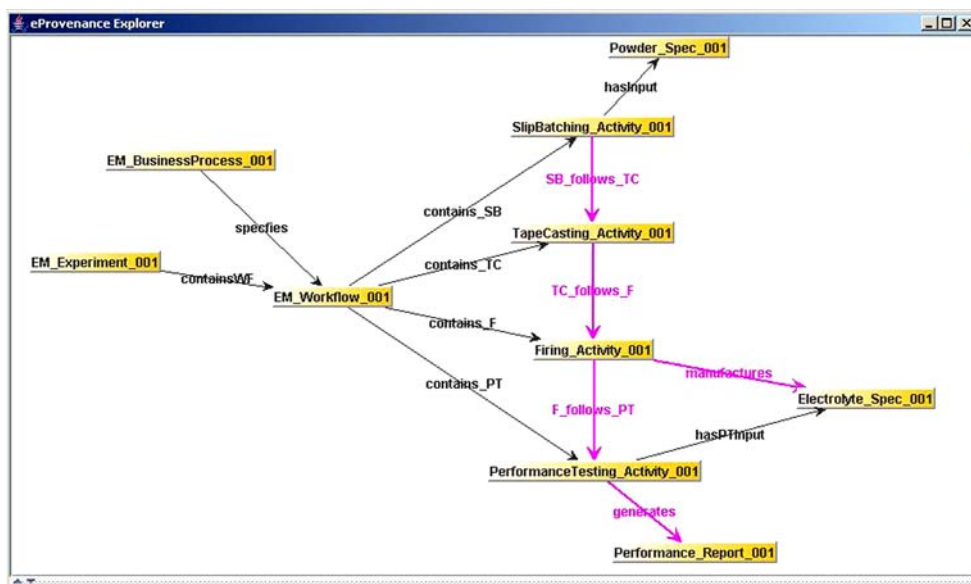 eProvenance Explorer
Powder_Spec_001
hasInput
SlipBatching_Activity_001
EM_BusinessProcess_001
SB_follows_TC
contains_SB
specfies
TapeCasting_Activity_001
EM_Experiment_001
contains_TC
containsWF
TC_follows_F
EM_Workflow_001
contains_F
Firing_Activity_001
manufactures
contains_PT
Electrolyte_Spec_001
F_follows_PT
hasPTInput
PerformanceTesting_Activity_001
generates
Performance_Report_001